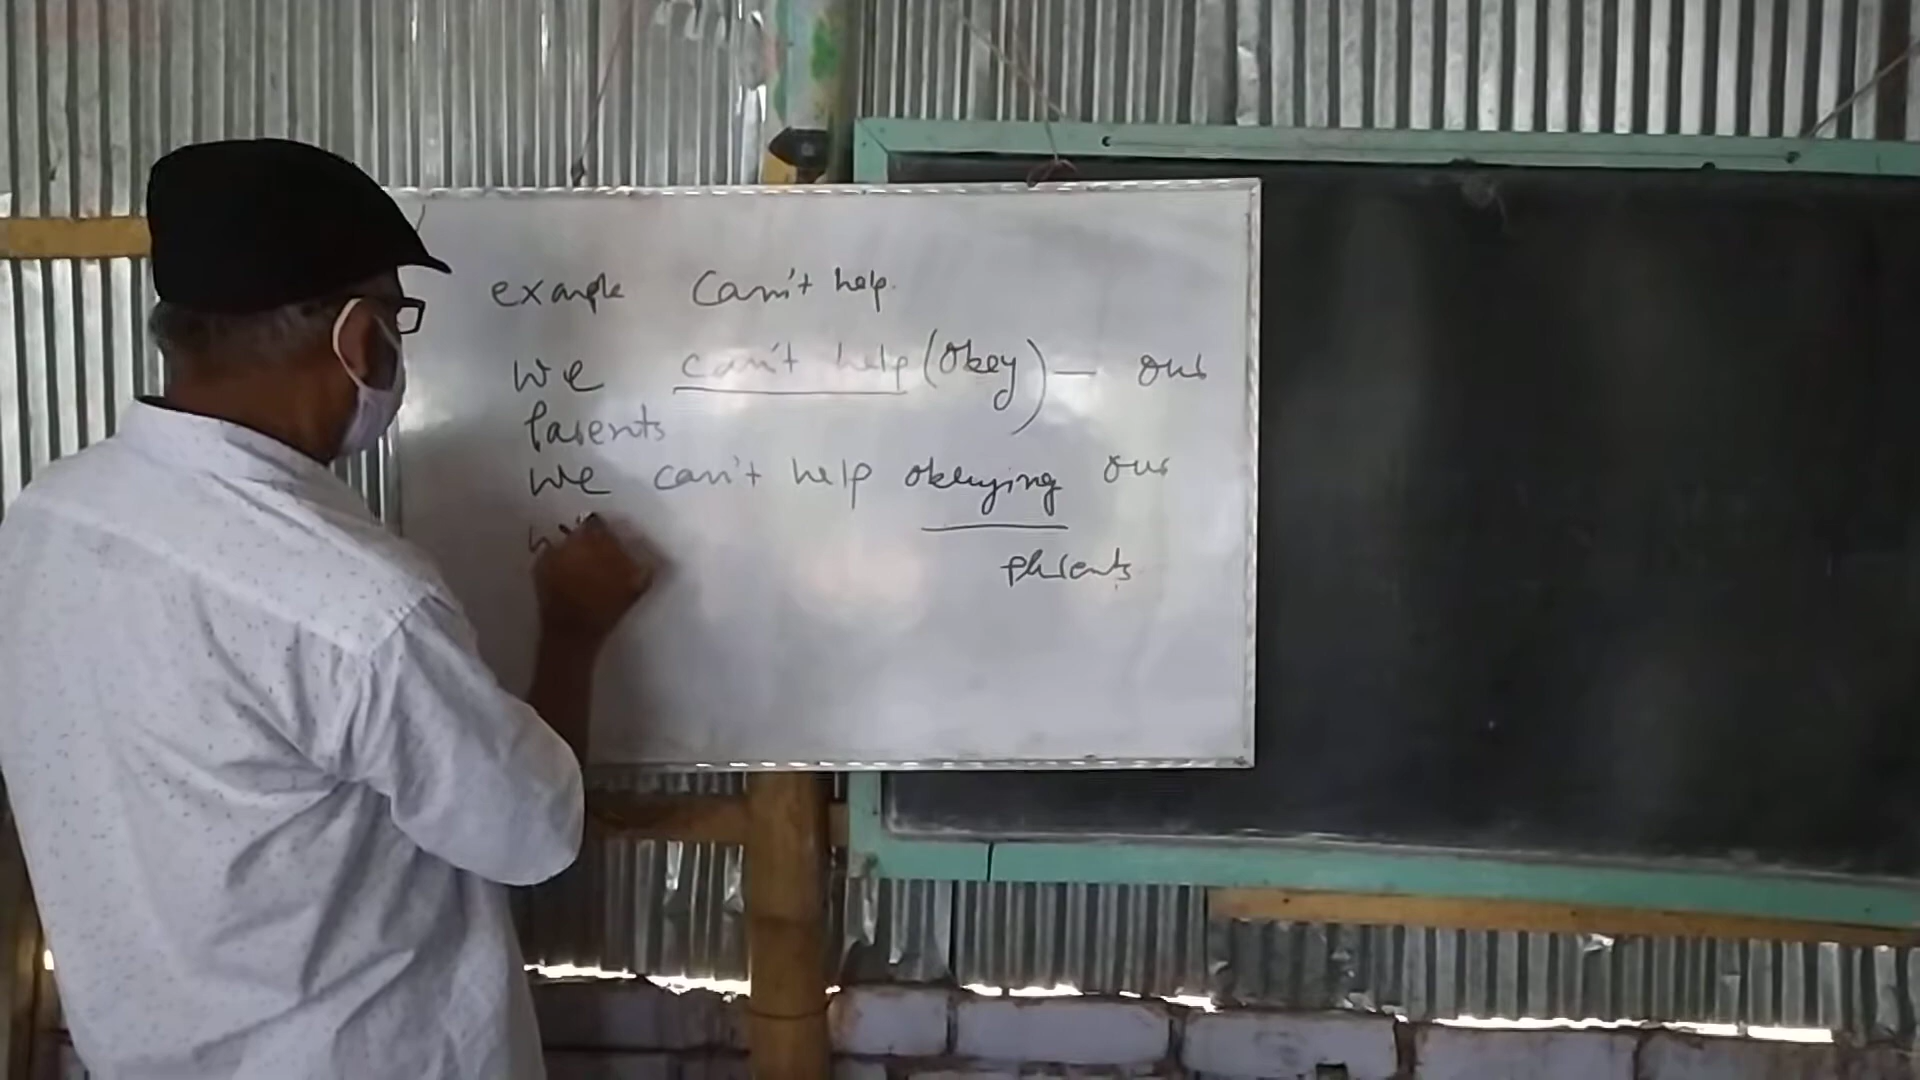 example can't help.
we can't help (obey) — our
parents
we can't help obeying our
parents